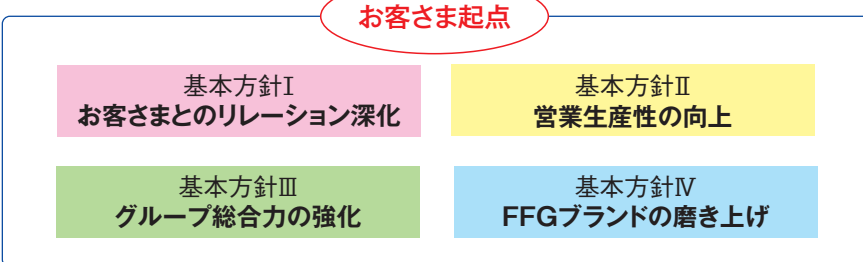 お客さま起点
基本方針Ⅰ
お客さまとのリレーション深化
基本方針Ⅱ
営業生産性の向上
基本方針Ⅲ
グループ総合力の強化
基本方針Ⅳ
FFGブランドの磨き上げ